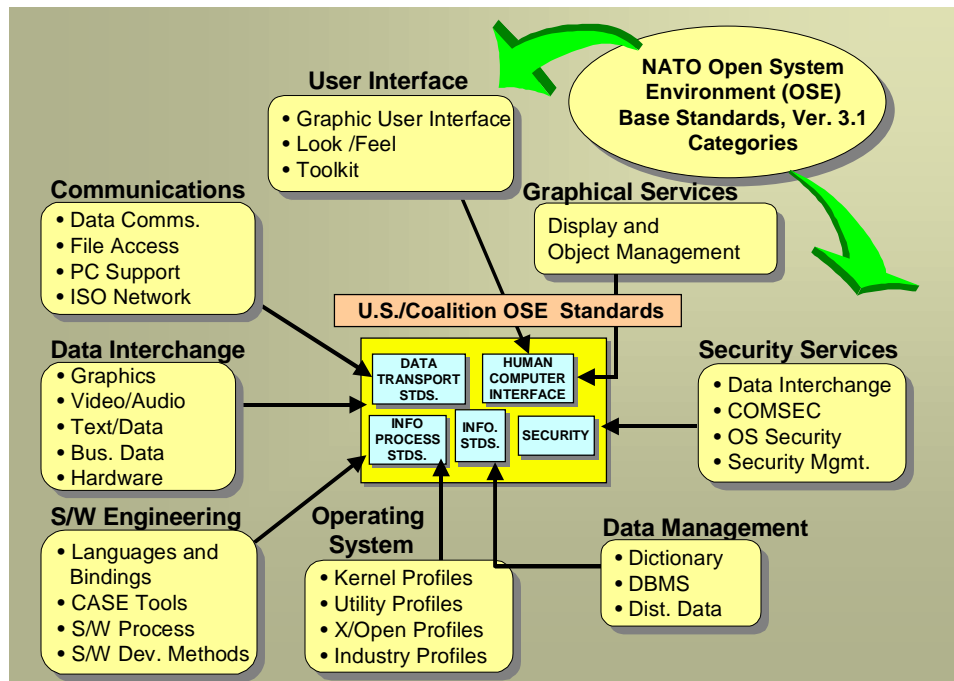 NATO Open System
Environment (OSE)
Base Standards, Ver. 3.1
Categories
User Interface
• Graphic User Interface
• Look /Feel
• Toolkit
Communications
• Data Comms.
• File Access
• PC Support
• ISO Network
Graphical Services
Display and
Object Management
U.S./Coalition OSE Standards
DATA
TRANSPORT
STDS.
HUMAN
COMPUTER
INTERFACE
INFO
PROCESS
STDS.
INFO.
STDS.
SECURITY
Data Interchange
• Graphics
• Video/Audio
• Text/Data
• Bus. Data
• Hardware
Security Services
• Data Interchange
• COMSEC
• OS Security
• Security Mgmt.
S/W Engineering
• Languages and
Bindings
• CASE Tools
• S/W Process
• S/W Dev. Methods
Operating
System
• Kernel Profiles
• Utility Profiles
• X/Open Profiles
• Industry Profiles
Data Management
• Dictionary
• DBMS
• Dist. Data